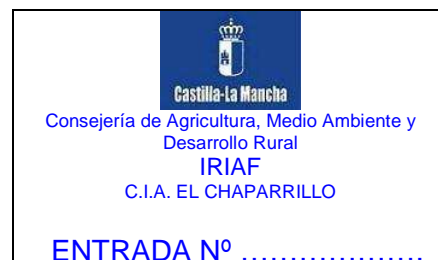 Castilla-La Mancha
Consejería de Agricultura, Medio Ambiente y
Desarrollo Rural
IRIAF
C.I.A. EL CHAPARRILLO
ENTRADA Nº ...................